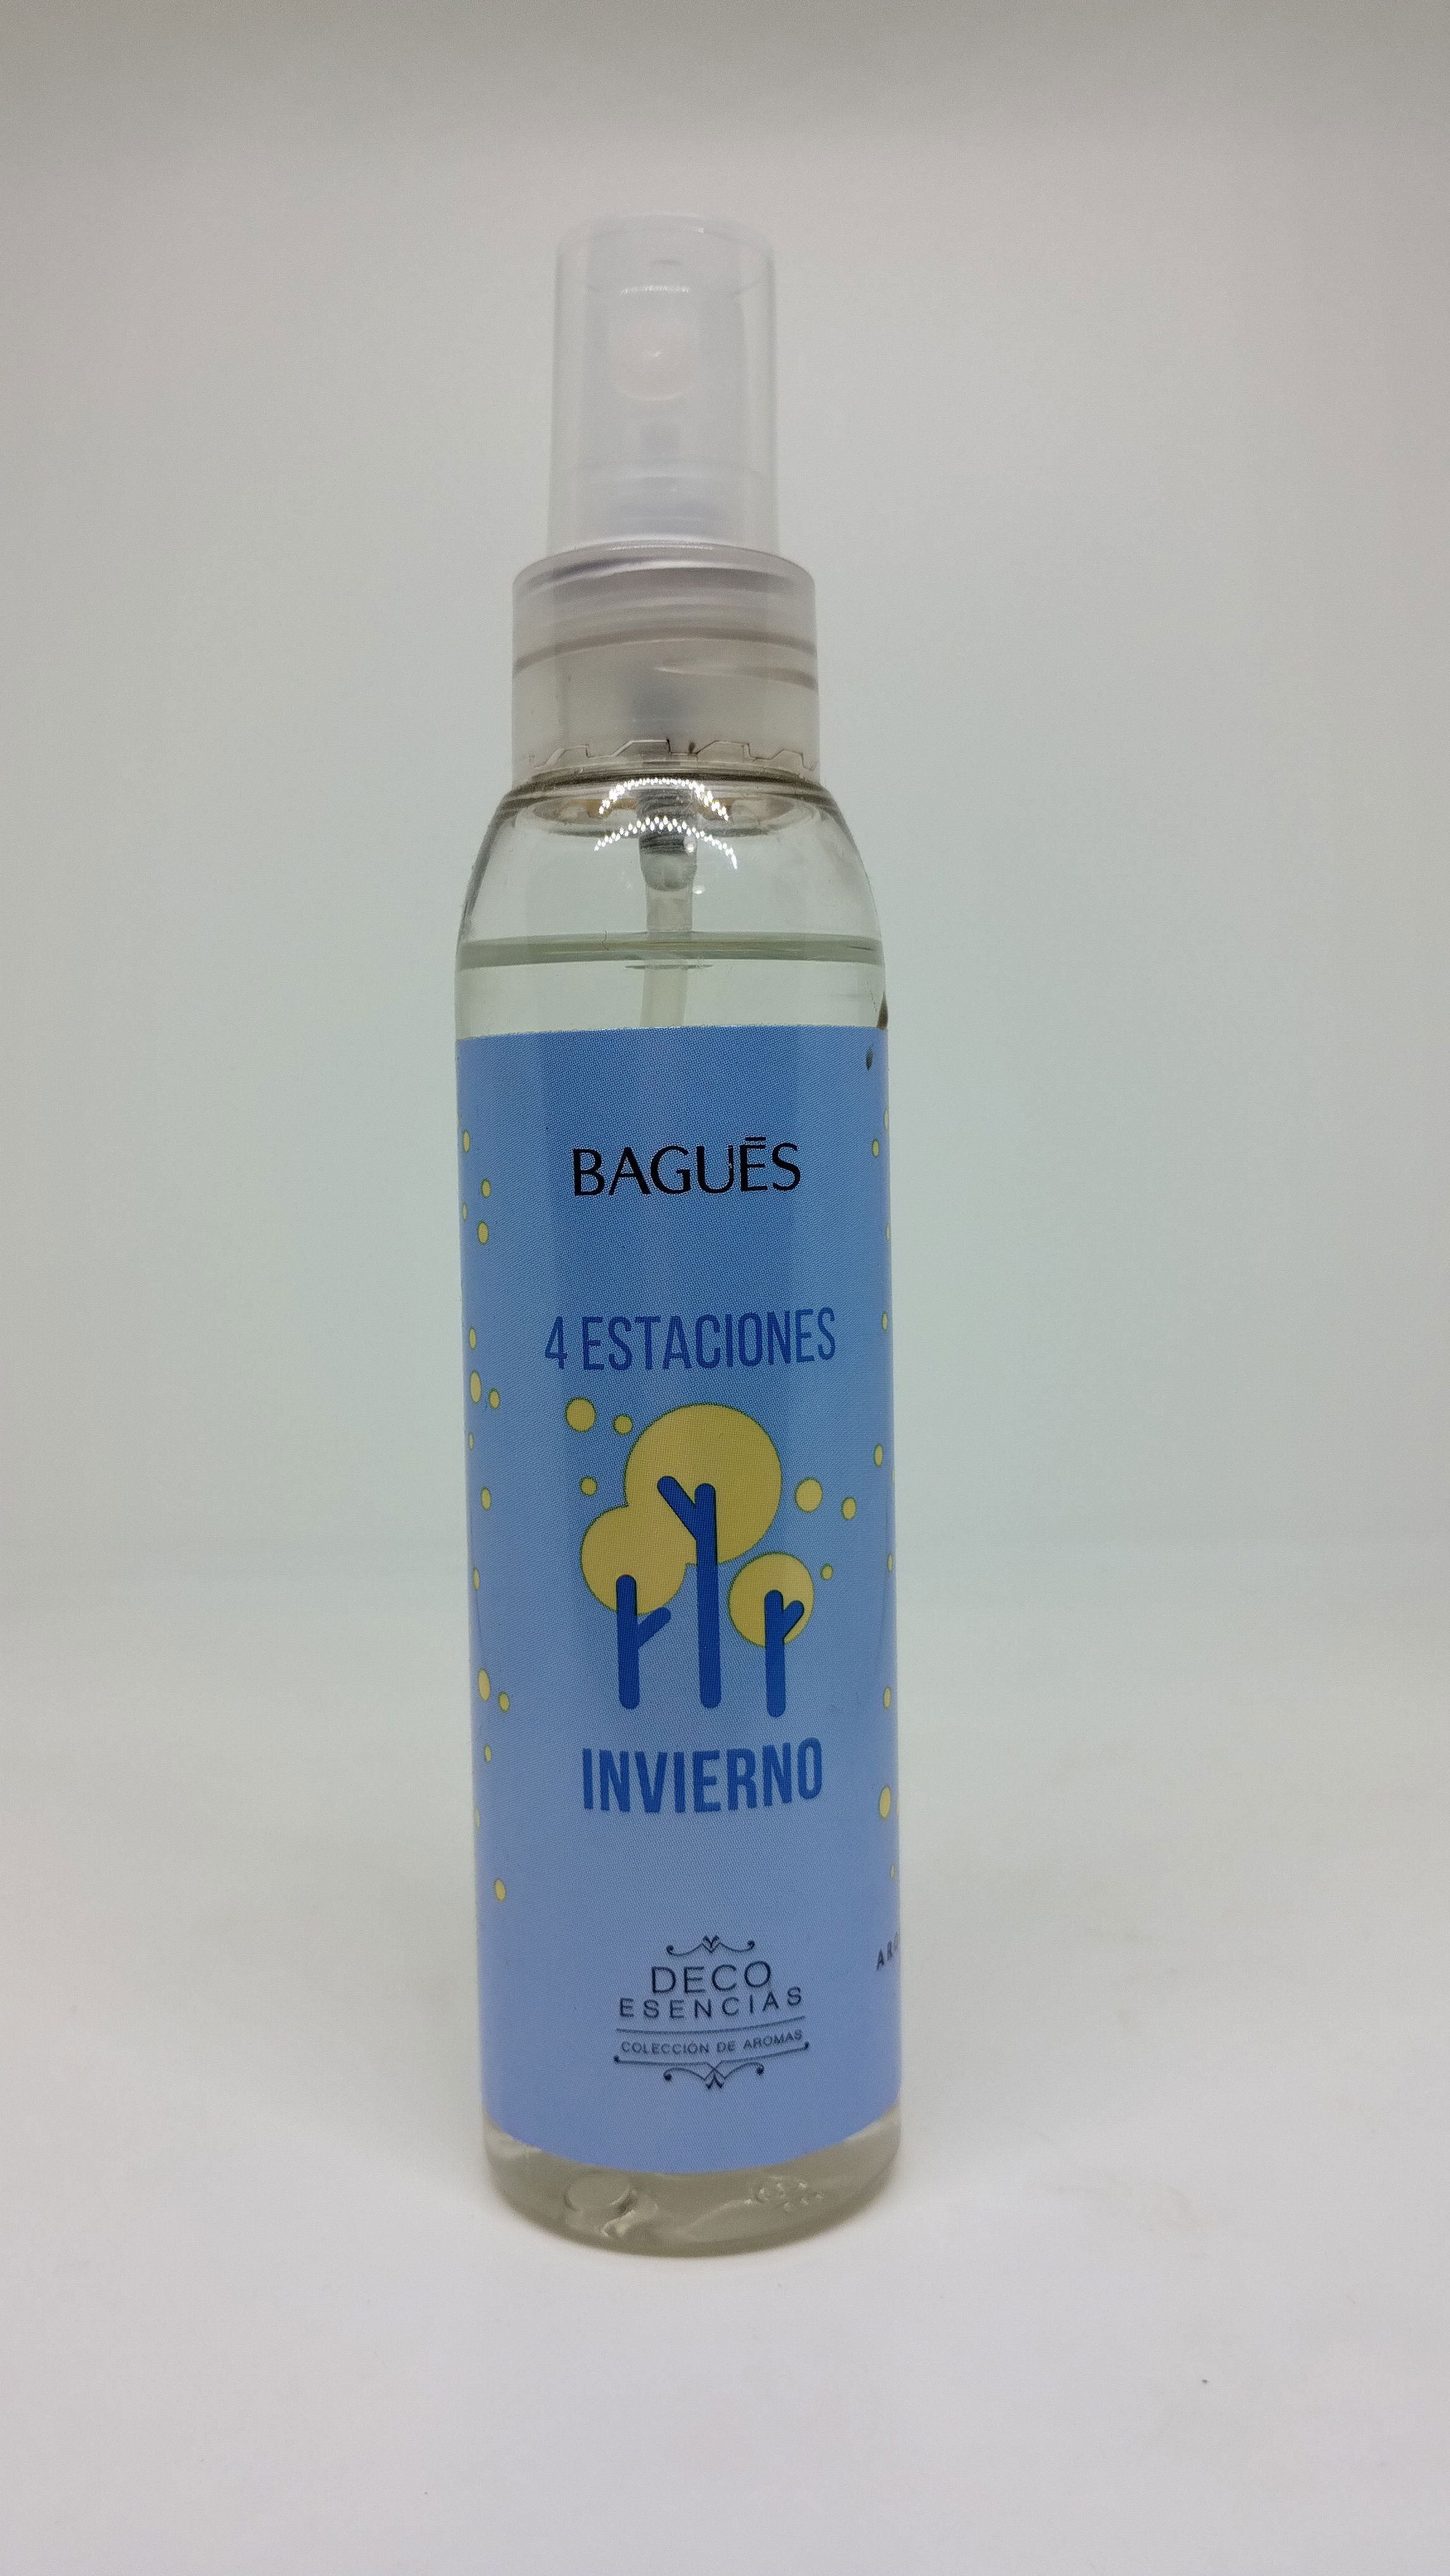 BAGUĒS
4 ESTACIONES
INVIERNO
DECO
ESENCIAS
COLECCIÓN DE AROMAS